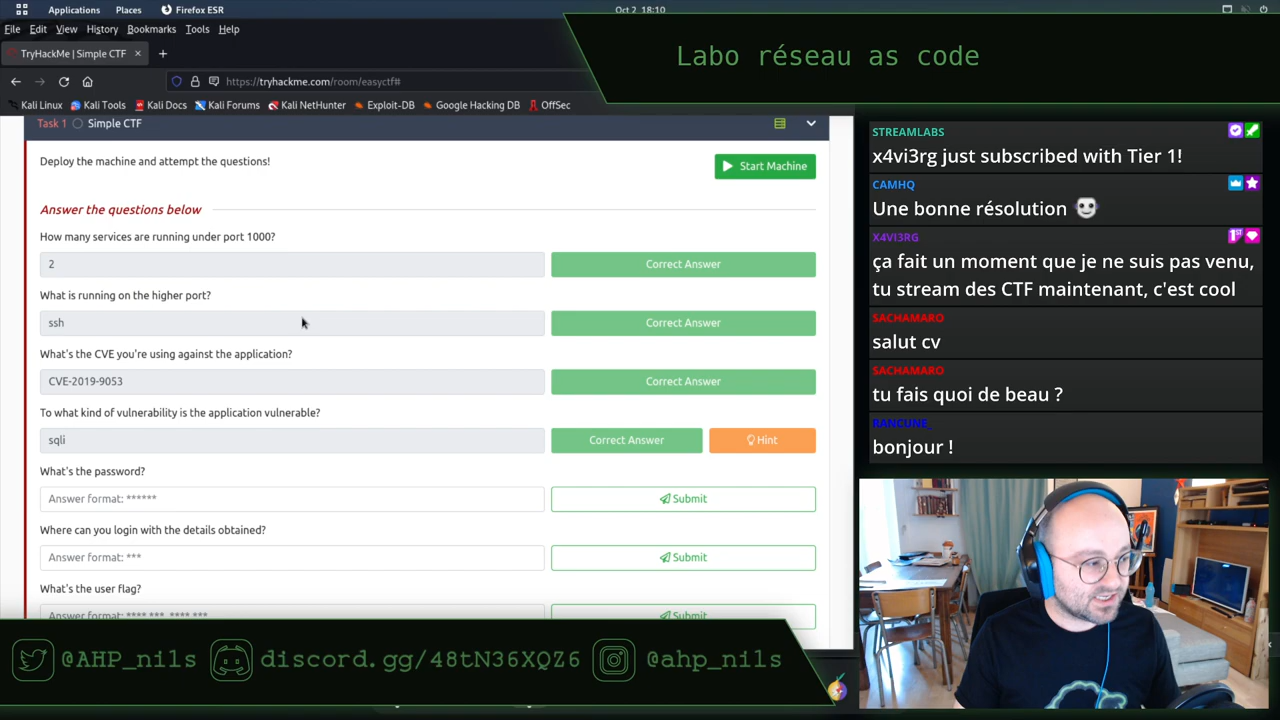 Applications Places Firefox ESR
Oct 2 18:10
File Edit View History Bookmarks Tools Help
TryHackMe | Simple CTF
https://tryhackme.com/room/easyctf#
Kali Linux Kali Tools Kali Docs Kali Forums Kali NetHunter Exploit-DB Google Hacking DB OffSec
Labo réseau as code
Task 1 Simple CTF
Deploy the machine and attempt the questions!
Start Machine
Answer the questions below
How many services are running under port 1000?
2
Correct Answer
What is running on the higher port?
ssh
Correct Answer
What's the CVE you're using against the application?
CVE-2019-9053
Correct Answer
To what kind of vulnerability is the application vulnerable?
sqli
Correct Answer
Hint
What's the password?
Answer format: ******
Submit
Where can you login with the details obtained?
Answer format: ***
Submit
What's the user flag?
Answer format: **** ***, **** ***
Submit
STREAMLABS
x4vi3rg just subscribed with Tier 1!
CAMHQ
Une bonne résolution
X4VI3RG
1ST
ça fait un moment que je ne suis pas venu,
tu stream des CTF maintenant, c'est cool
SACHAMARO
salut cv
SACHAMARO
tu fais quoi de beau ?
RANCUNE_
bonjour !
@AHP_nils discord.gg/48tN36XQZ6 @ahp_nils